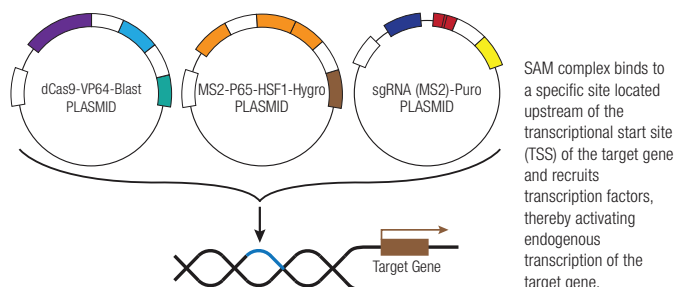 dCas9-VP64-Blast
PLASMID
MS2-P65-HSF1-Hygro
PLASMID
sgRNA (MS2)-Puro
PLASMID
SAM complex binds to
a specific site located
upstream of the
transcriptional start site
(TSS) of the target gene
and recruits
transcription factors,
thereby activating
endogenous
transcription of the
target gene.
Target Gene